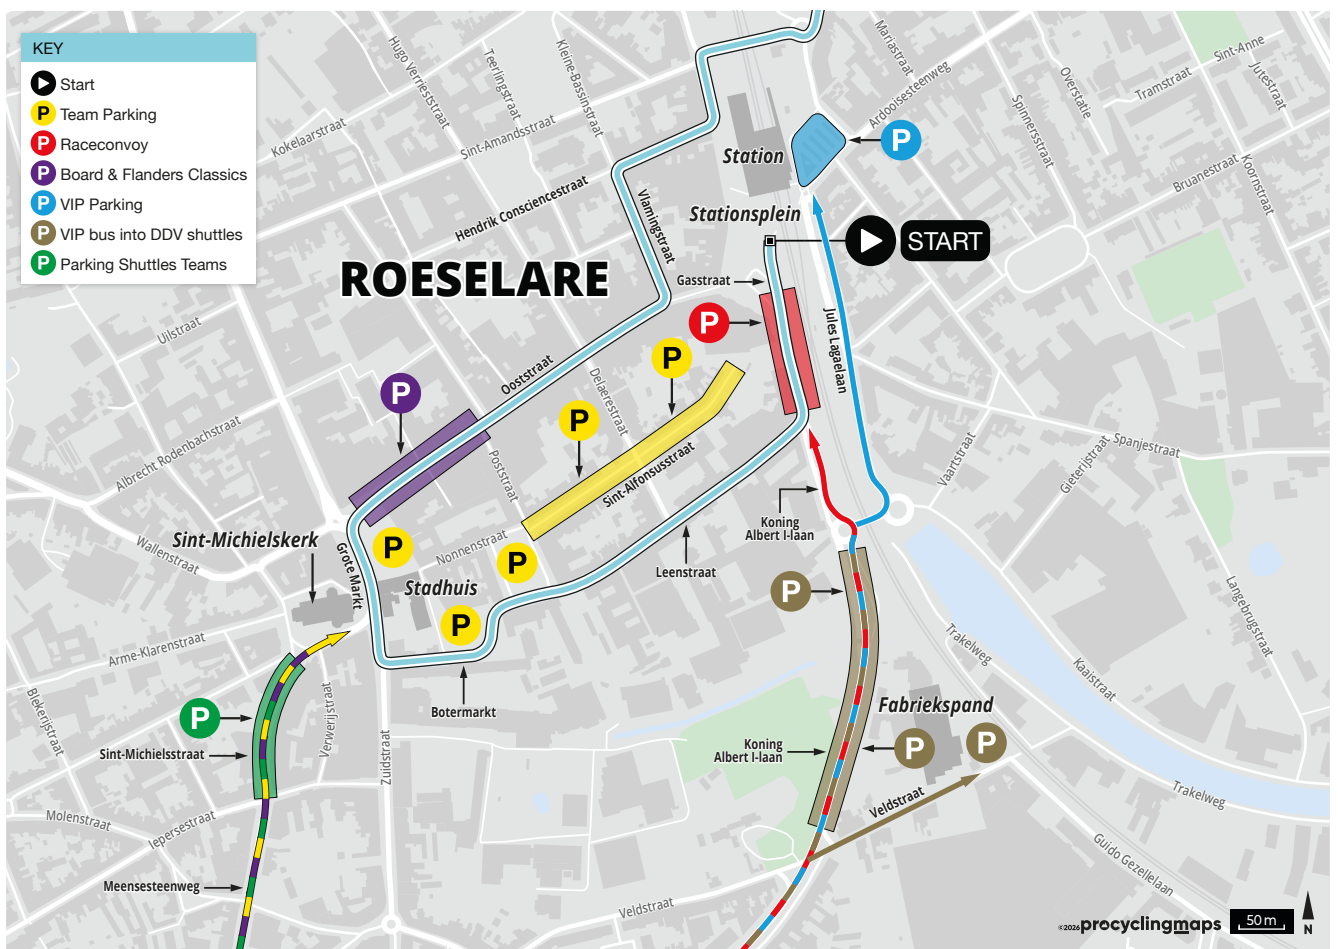 KEY
Start
P Team Parking
P Raceconvoy
P Board & Flanders Classics
P VIP Parking
P VIP bus into DDV shuttles
P Parking Shuttles Teams
Hugo Verrieststraat
Teerlingstraat
Kleine-Bassinstraat
Kokelaarstraat
Sint-Amandsstraat
Mariastraat
Ardooisesteenweg
Overstatie
Sint-Anne
Tramstraat
Jutestraat
Spinnersstraat
Bruanestraat
Koornstraat
P
Station
Hendrik Consciencestraat
Vlamingstraat
Stationsplein
START
ROESELARE
Gasstraat
P
Jules Lagaelaan
Uilstraat
P
Ooststraat
Delaerestraat
P
P
Albrecht Rodenbachstraat
Poststraat
Sint-Alfonsusstraat
Vaartstraat
Gieterijstraat
Spanjestraat
Sint-Michielskerk
Wallenstraat
Grote Markt
P
Nonnenstraat
P
Koning
Albert I-laan
Leenstraat
Stadhuis
P
P
Langebrugstraat
Arme-Klarenstraat
Trakelweg
Kaaistraat
Blekerijstraat
P
Verwerijstraat
Botermarkt
Fabriekspand
Sint-Michielsstraat
Zuidstraat
Koning
Albert I-laan
P
P
Molenstraat
Iepersestraat
Veldstraat
Trakelweg
Guido Gezellelaan
Meensesteenweg
Veldstraat
©2026 procyclingmaps
50 m
N